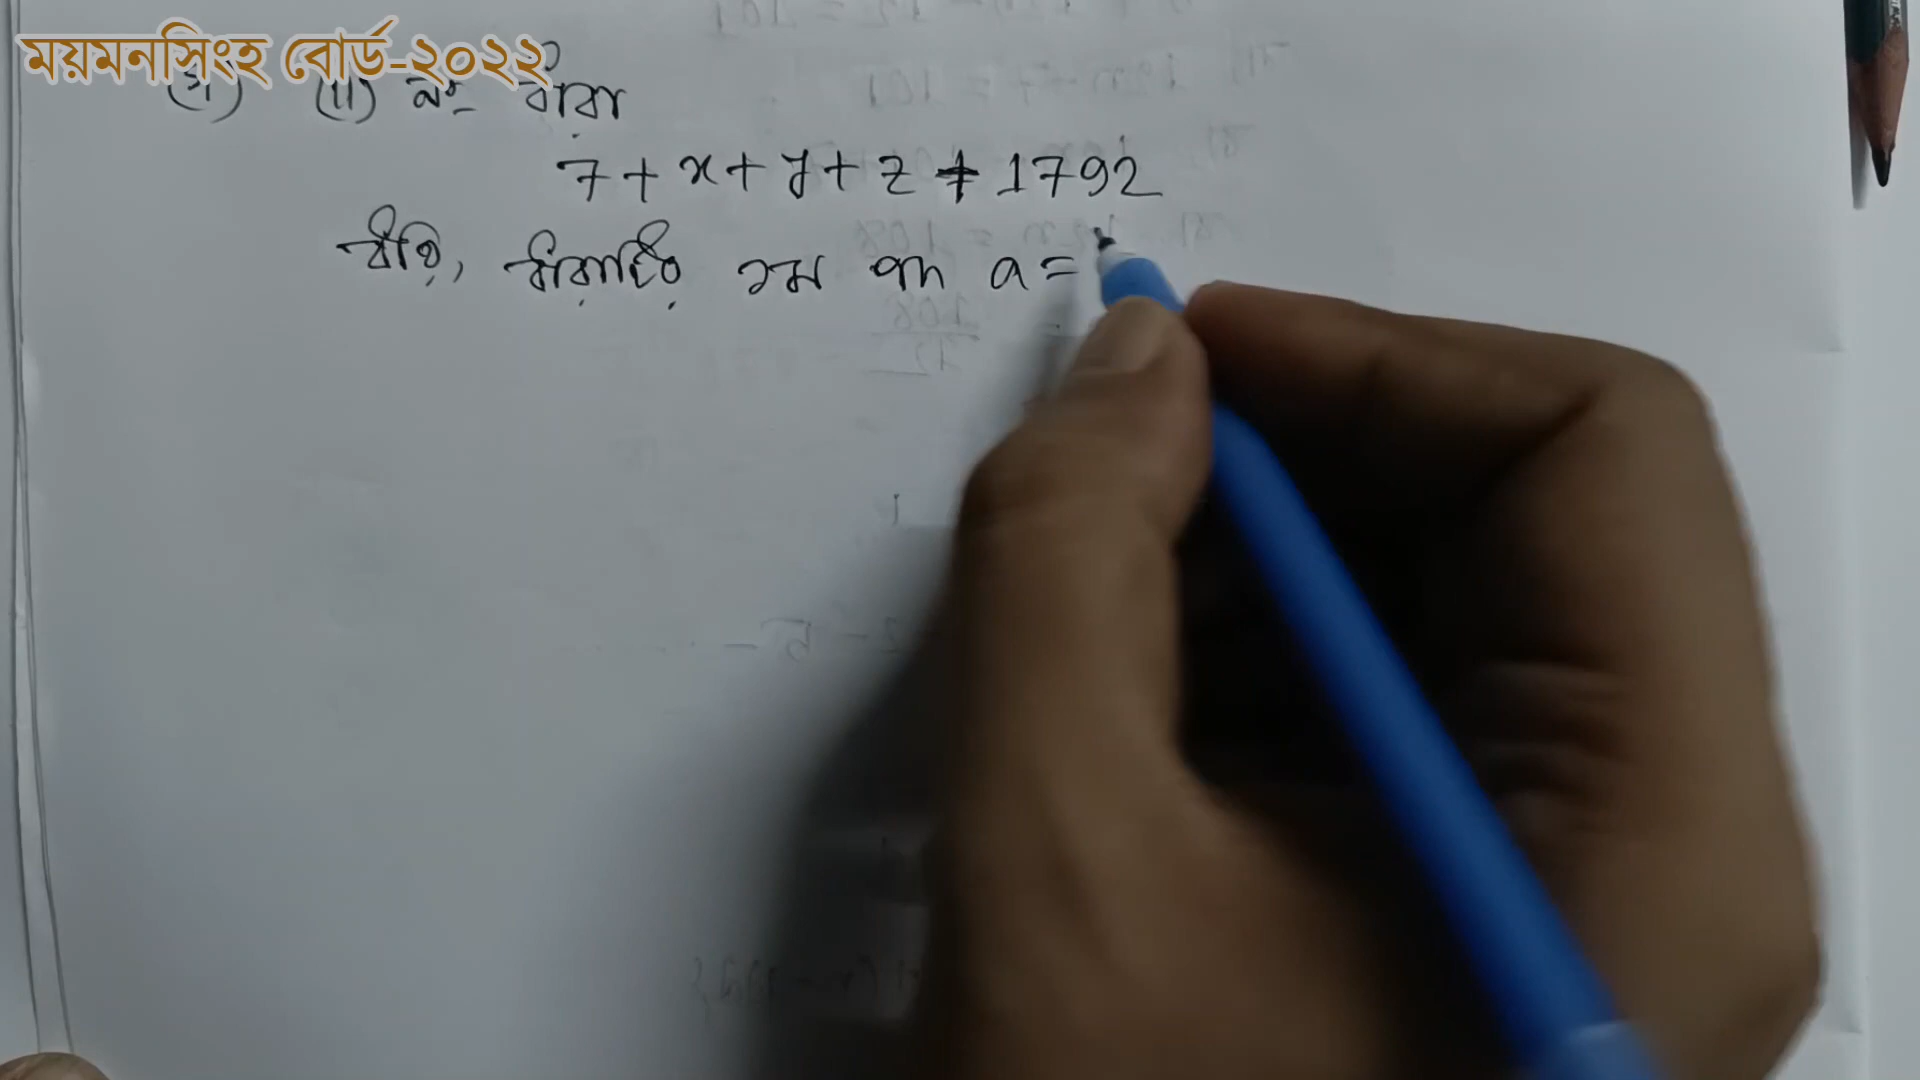 ময়মনসিংহ বোর্ড-২০২২
(গ) (ii) নং ধারা
7 + x + y + z + 1792
ধরি, ধারাটির ১ম পদ a =